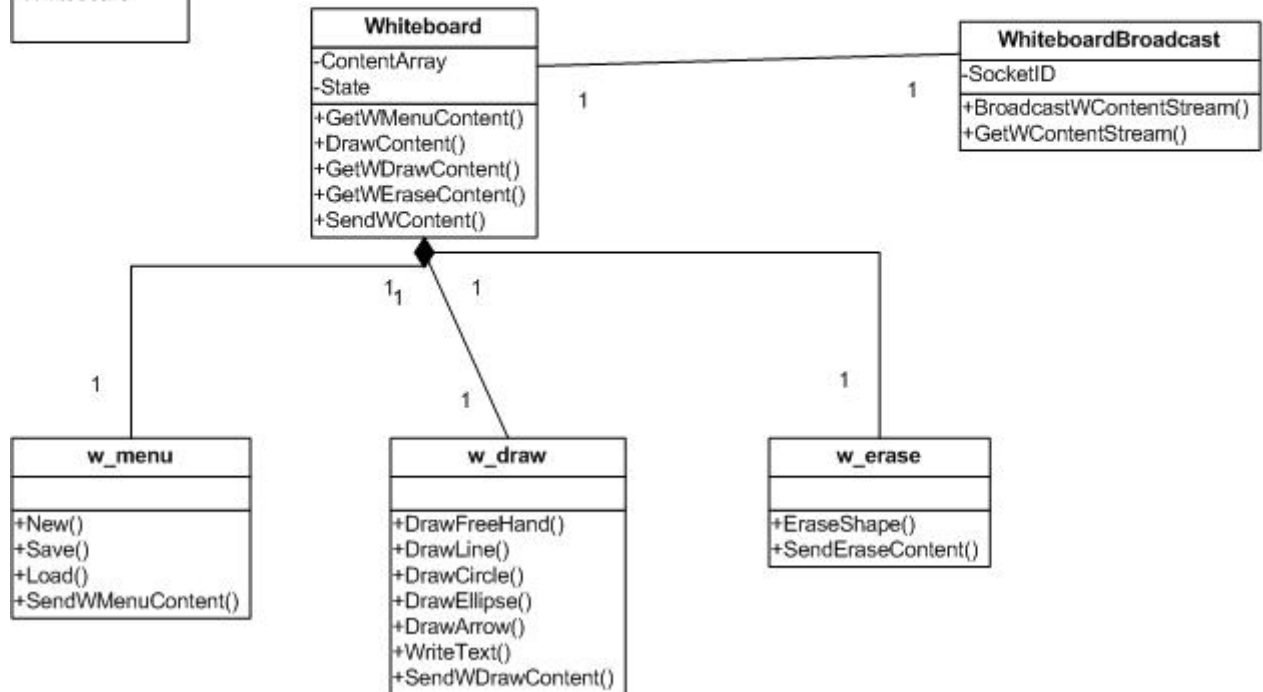 Whiteboard
-ContentArray
-State
+GetWMenuContent()
+DrawContent()
+GetWDrawContent()
+GetWEraseContent()
+SendWContent()
WhiteboardBroadcast
-SocketID
+BroadcastWContentStream()
+GetWContentStream()
1
1
1
1
1
1
1
1
w_menu
+New()
+Save()
+Load()
+SendWMenuContent()
w_draw
+DrawFreeHand()
+DrawLine()
+DrawCircle()
+DrawEllipse()
+DrawArrow()
+WriteText()
+SendWDrawContent()
w_erase
+EraseShape()
+SendEraseContent()